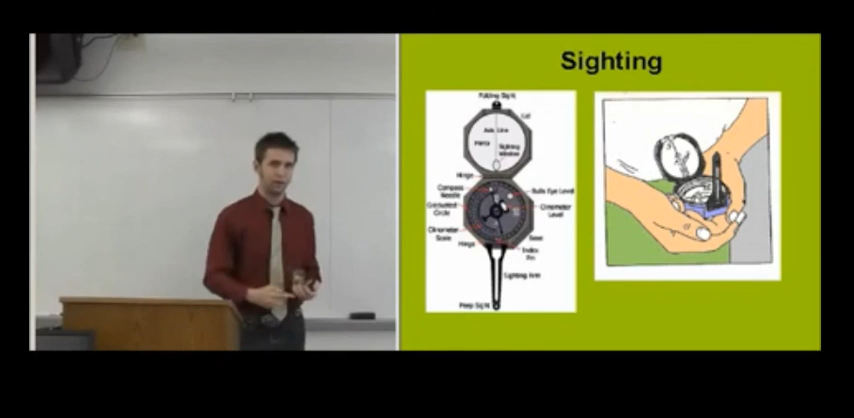 Sighting
Folding Sight
Lid
Axis Line
Mirror
Sighting
Window
Hinge
Compass
Needle
Bulls Eye Level
Graduated
Circle
Clinometer
Level
Clinometer
Scale
Hinge
Base
Index
Pin
Sighting Arm
Peep Sight